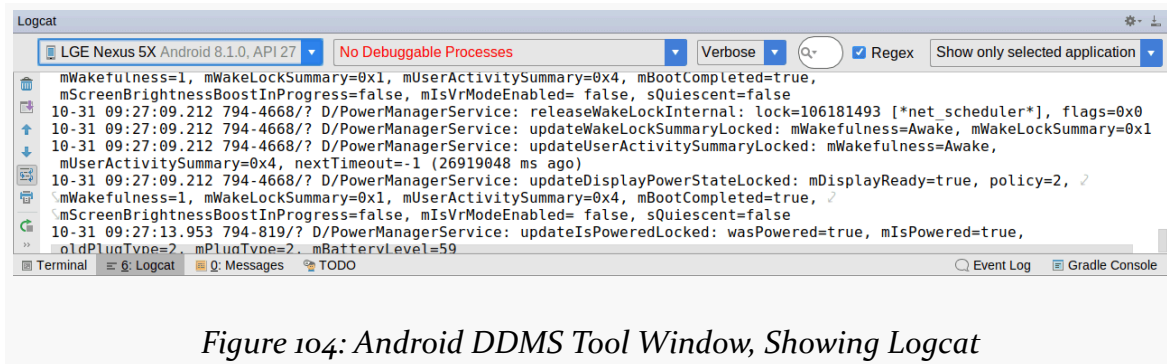 Logcat
LGE Nexus 5X Android 8.1.0, API 27 No Debuggable Processes Verbose Regex Show only selected application
mWakefulness=1, mWakeLockSummary=0x1, mUserActivitySummary=0x4, mBootCompleted=true,
mScreenBrightnessBoostInProgress=false, mIsVrModeEnabled= false, sQuiescent=false
10-31 09:27:09.212 794-4668/? D/PowerManagerService: releaseWakeLockInternal: lock=106181493 [*net_scheduler*], flags=0x0
10-31 09:27:09.212 794-4668/? D/PowerManagerService: updateWakeLockSummaryLocked: mWakefulness=Awake, mWakeLockSummary=0x1
10-31 09:27:09.212 794-4668/? D/PowerManagerService: updateUserActivitySummaryLocked: mWakefulness=Awake,
mUserActivitySummary=0x4, nextTimeout=-1 (26919048 ms ago)
10-31 09:27:09.212 794-4668/? D/PowerManagerService: updateDisplayPowerStateLocked: mDisplayReady=true, policy=2,
mWakefulness=1, mWakeLockSummary=0x1, mUserActivitySummary=0x4, mBootCompleted=true,
mScreenBrightnessBoostInProgress=false, mIsVrModeEnabled= false, sQuiescent=false
10-31 09:27:13.953 794-819/? D/PowerManagerService: updateIsPoweredLocked: wasPowered=true, mIsPowered=true,
oldPlugType=2, mPlugType=2, mBatteryLevel=59
Terminal 6: Logcat 0: Messages TODO Event Log Gradle Console
Figure 104: Android DDMS Tool Window, Showing Logcat